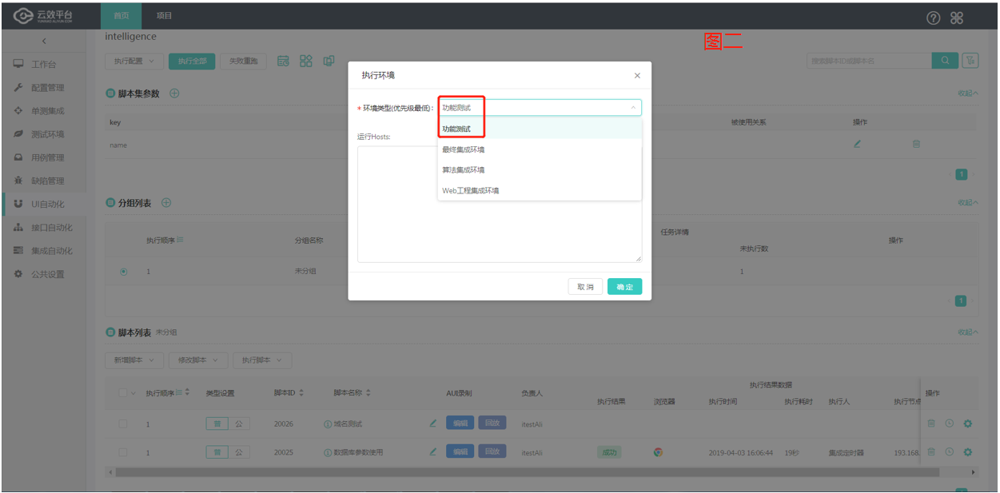 云效平台 首页 项目
图二
intelligence
执行配置 执行全部 失败重跑 搜索脚本ID或脚本名
工作台
配置管理
单测集成
测试环境
用例管理
缺陷管理
UI自动化
接口自动化
集成自动化
公共设置
脚本集参数 收起
key 被使用关系 操作
name
1
分组列表 收起
执行顺序 分组名称 任务详情 操作
未执行数
1 未分组 1
1
执行环境
* 环境类型(优先级最低): 功能测试
功能测试
最终集成环境
算法集成环境
Web工程集成环境
运行Hosts:
取 消 确 定
脚本列表 未分组 收起
新增脚本 修改脚本 执行脚本
执行顺序 类型设置 脚本ID 脚本名称 AUI录制 负责人 执行结果数据 操作
执行结果 浏览器 执行时间 执行耗时 执行人 执行节点
1 普 公 20026 域名测试 编辑 回放 itestAli
1 普 公 20025 数据库参数使用 编辑 回放 itestAli 成功 2019-04-03 16:06:44 19秒 集成定时器 193.168.